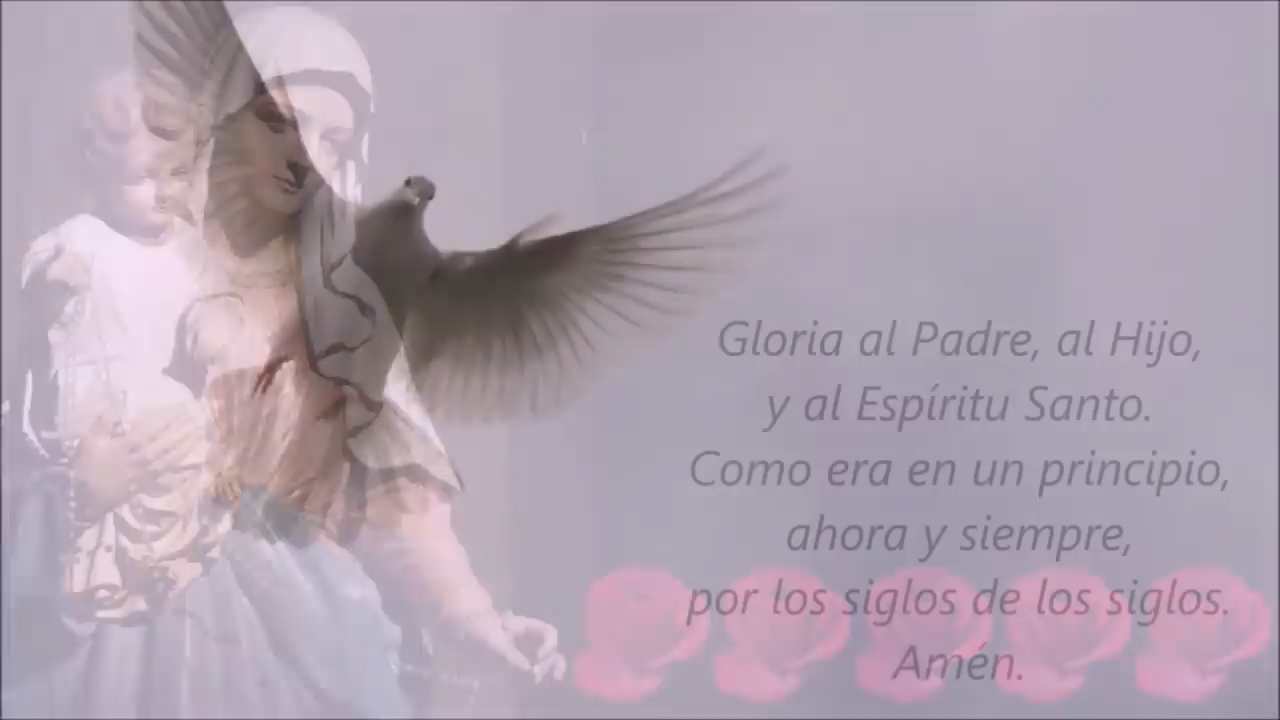 Gloria al Padre, al Hijo,
y al Espíritu Santo.
Como era en un principio,
ahora y siempre,
por los siglos de los siglos.
Amén.